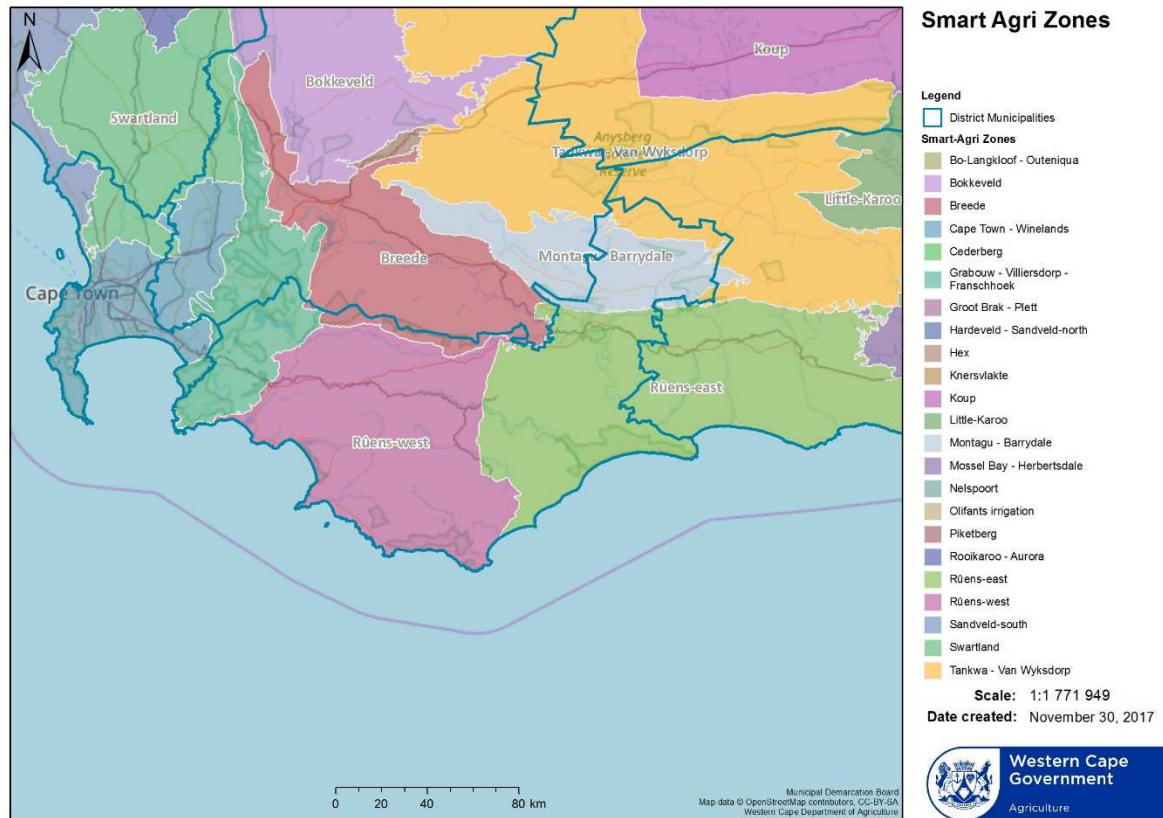 Smart Agri Zones
N
Koup
Bokkeveld
Swartland
Anysberg
Tankwa - Van Wyksdorp
Reserve
Little-Karoo
Breede
Montagu - Barrydale
Cape Town
Rûens-east
Rûens-west
0 20 40 80 km
Municipal Demarcation Board
Map data © OpenStreetMap contributors, CC-BY-SA
Western Cape Department of Agriculture
Legend
District Municipalities
Smart-Agri Zones
Bo-Langkloof - Outeniqua
Bokkeveld
Breede
Cape Town - Winelands
Cederberg
Grabouw - Villiersdorp -
Franschhoek
Groot Brak - Plett
Hardeveld - Sandveld-north
Hex
Knersvlakte
Koup
Little-Karoo
Montagu - Barrydale
Mossel Bay - Herbertsdale
Nelspoort
Olifants irrigation
Piketberg
Rooikaroo - Aurora
Rûens-east
Rûens-west
Sandveld-south
Swartland
Tankwa - Van Wyksdorp
Scale: 1:1 771 949
Date created: November 30, 2017
Western Cape
Government
Agriculture